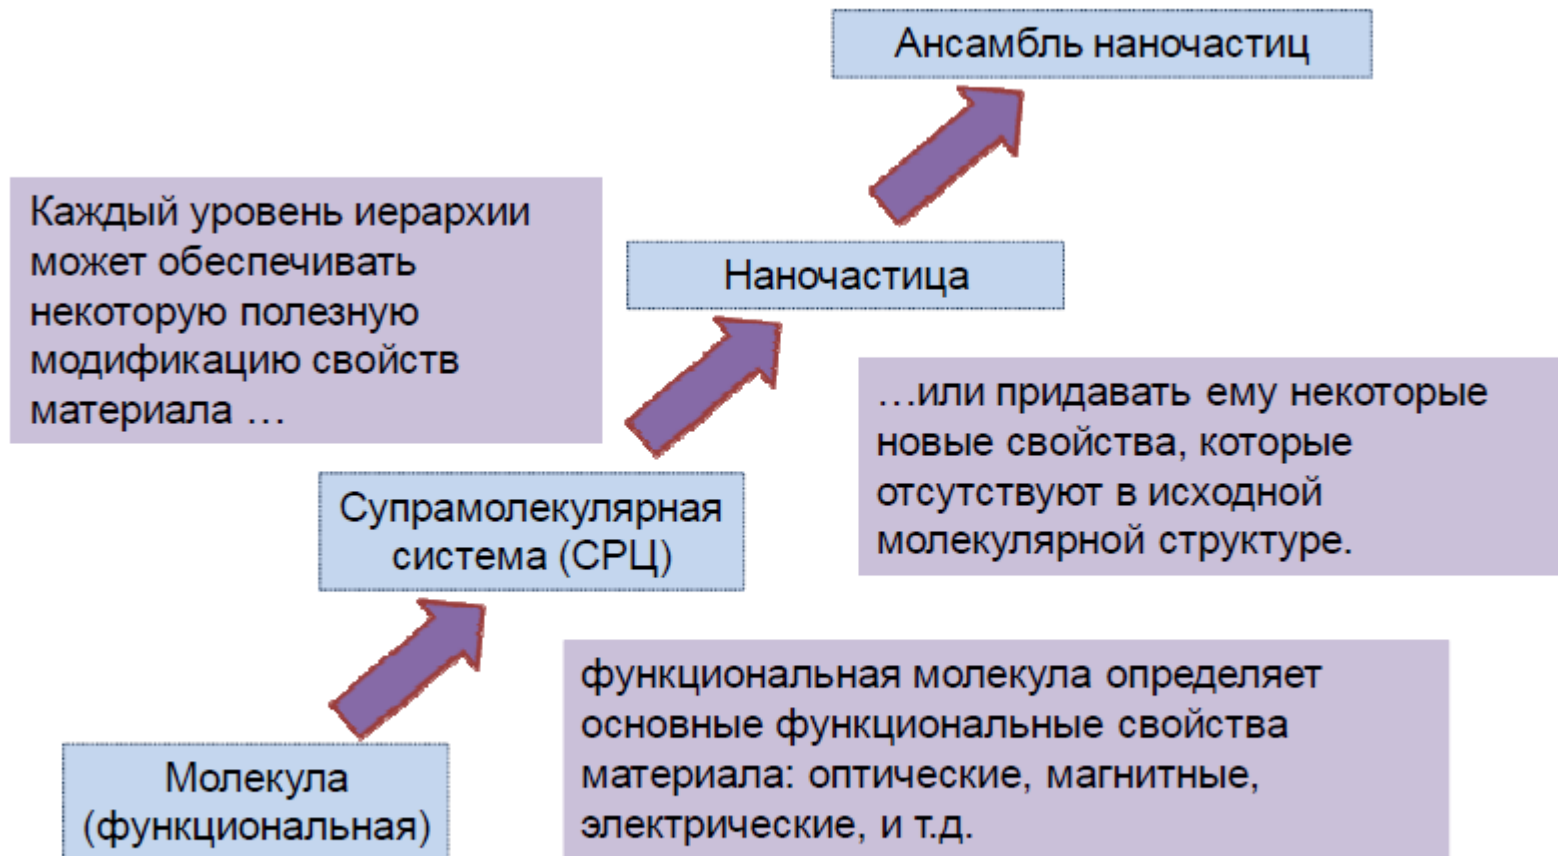 Ансамбль наночастиц
Каждый уровень иерархии
может обеспечивать
некоторую полезную
модификацию свойств
материала …
Наночастица
…или придавать ему некоторые
новые свойства, которые
отсутствуют в исходной
молекулярной структуре.
Супрамолекулярная
система (СРЦ)
функциональная молекула определяет
основные функциональные свойства
материала: оптические, магнитные,
электрические, и т.д.
Молекула
(функциональная)